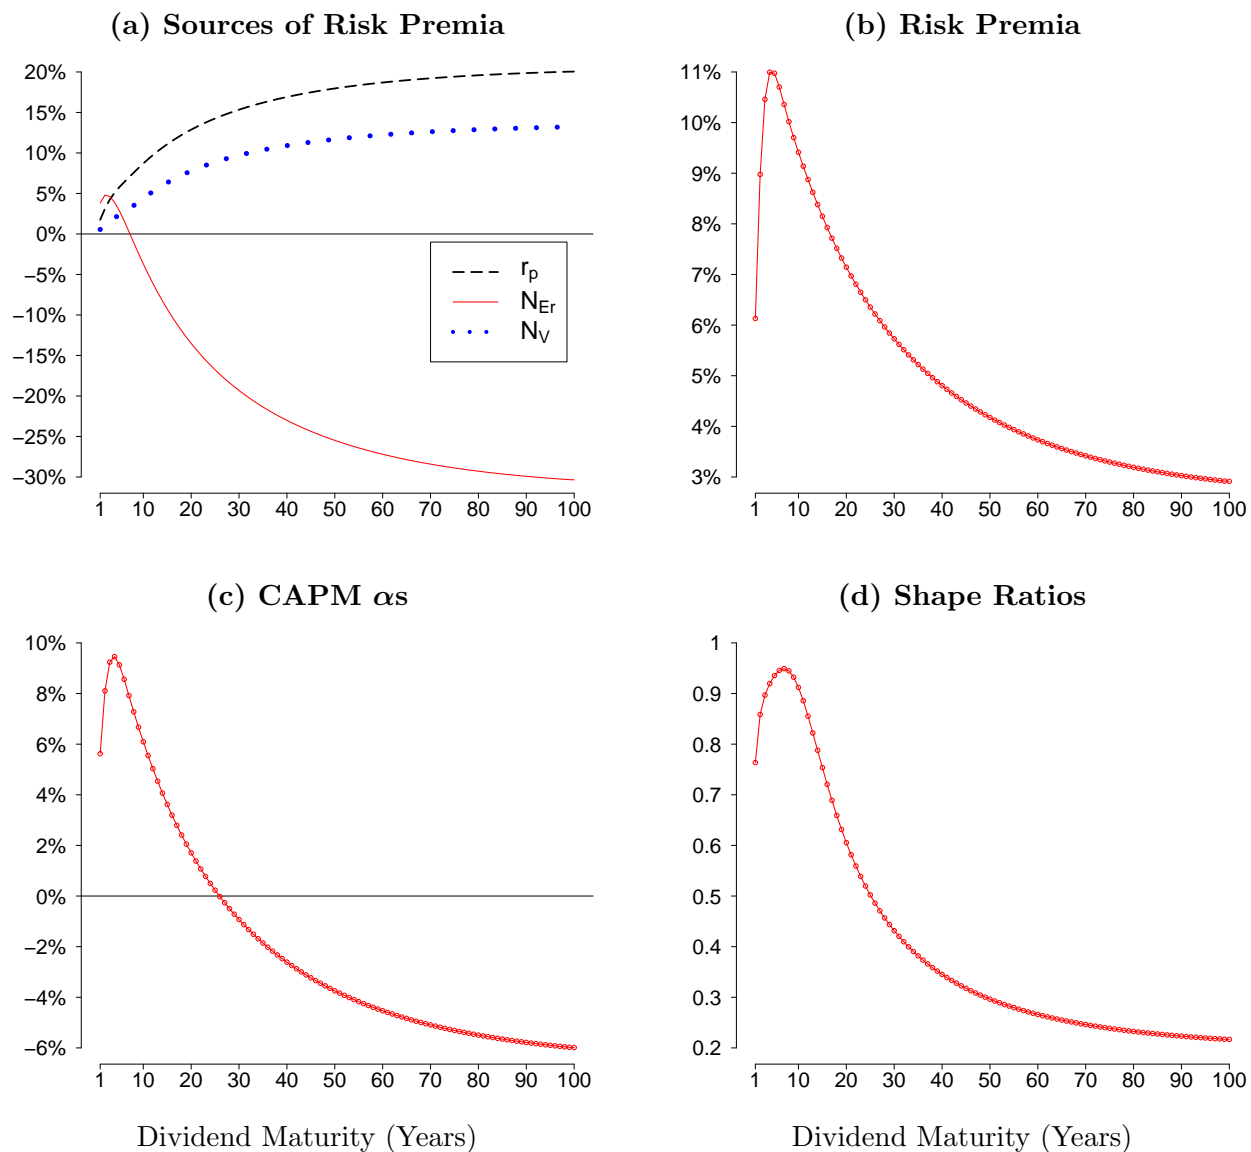 (a) Sources of Risk Premia
20%
15%
10%
5%
0%
−5%
−10%
−15%
−20%
−25%
−30%
r_p
N_Er
N_V
1 10 20 30 40 50 60 70 80 90 100
(b) Risk Premia
11%
10%
9%
8%
7%
6%
5%
4%
3%
1 10 20 30 40 50 60 70 80 90 100
(c) CAPM αs
10%
8%
6%
4%
2%
0%
−2%
−4%
−6%
1 10 20 30 40 50 60 70 80 90 100
Dividend Maturity (Years)
(d) Shape Ratios
1
0.9
0.8
0.7
0.6
0.5
0.4
0.3
0.2
1 10 20 30 40 50 60 70 80 90 100
Dividend Maturity (Years)